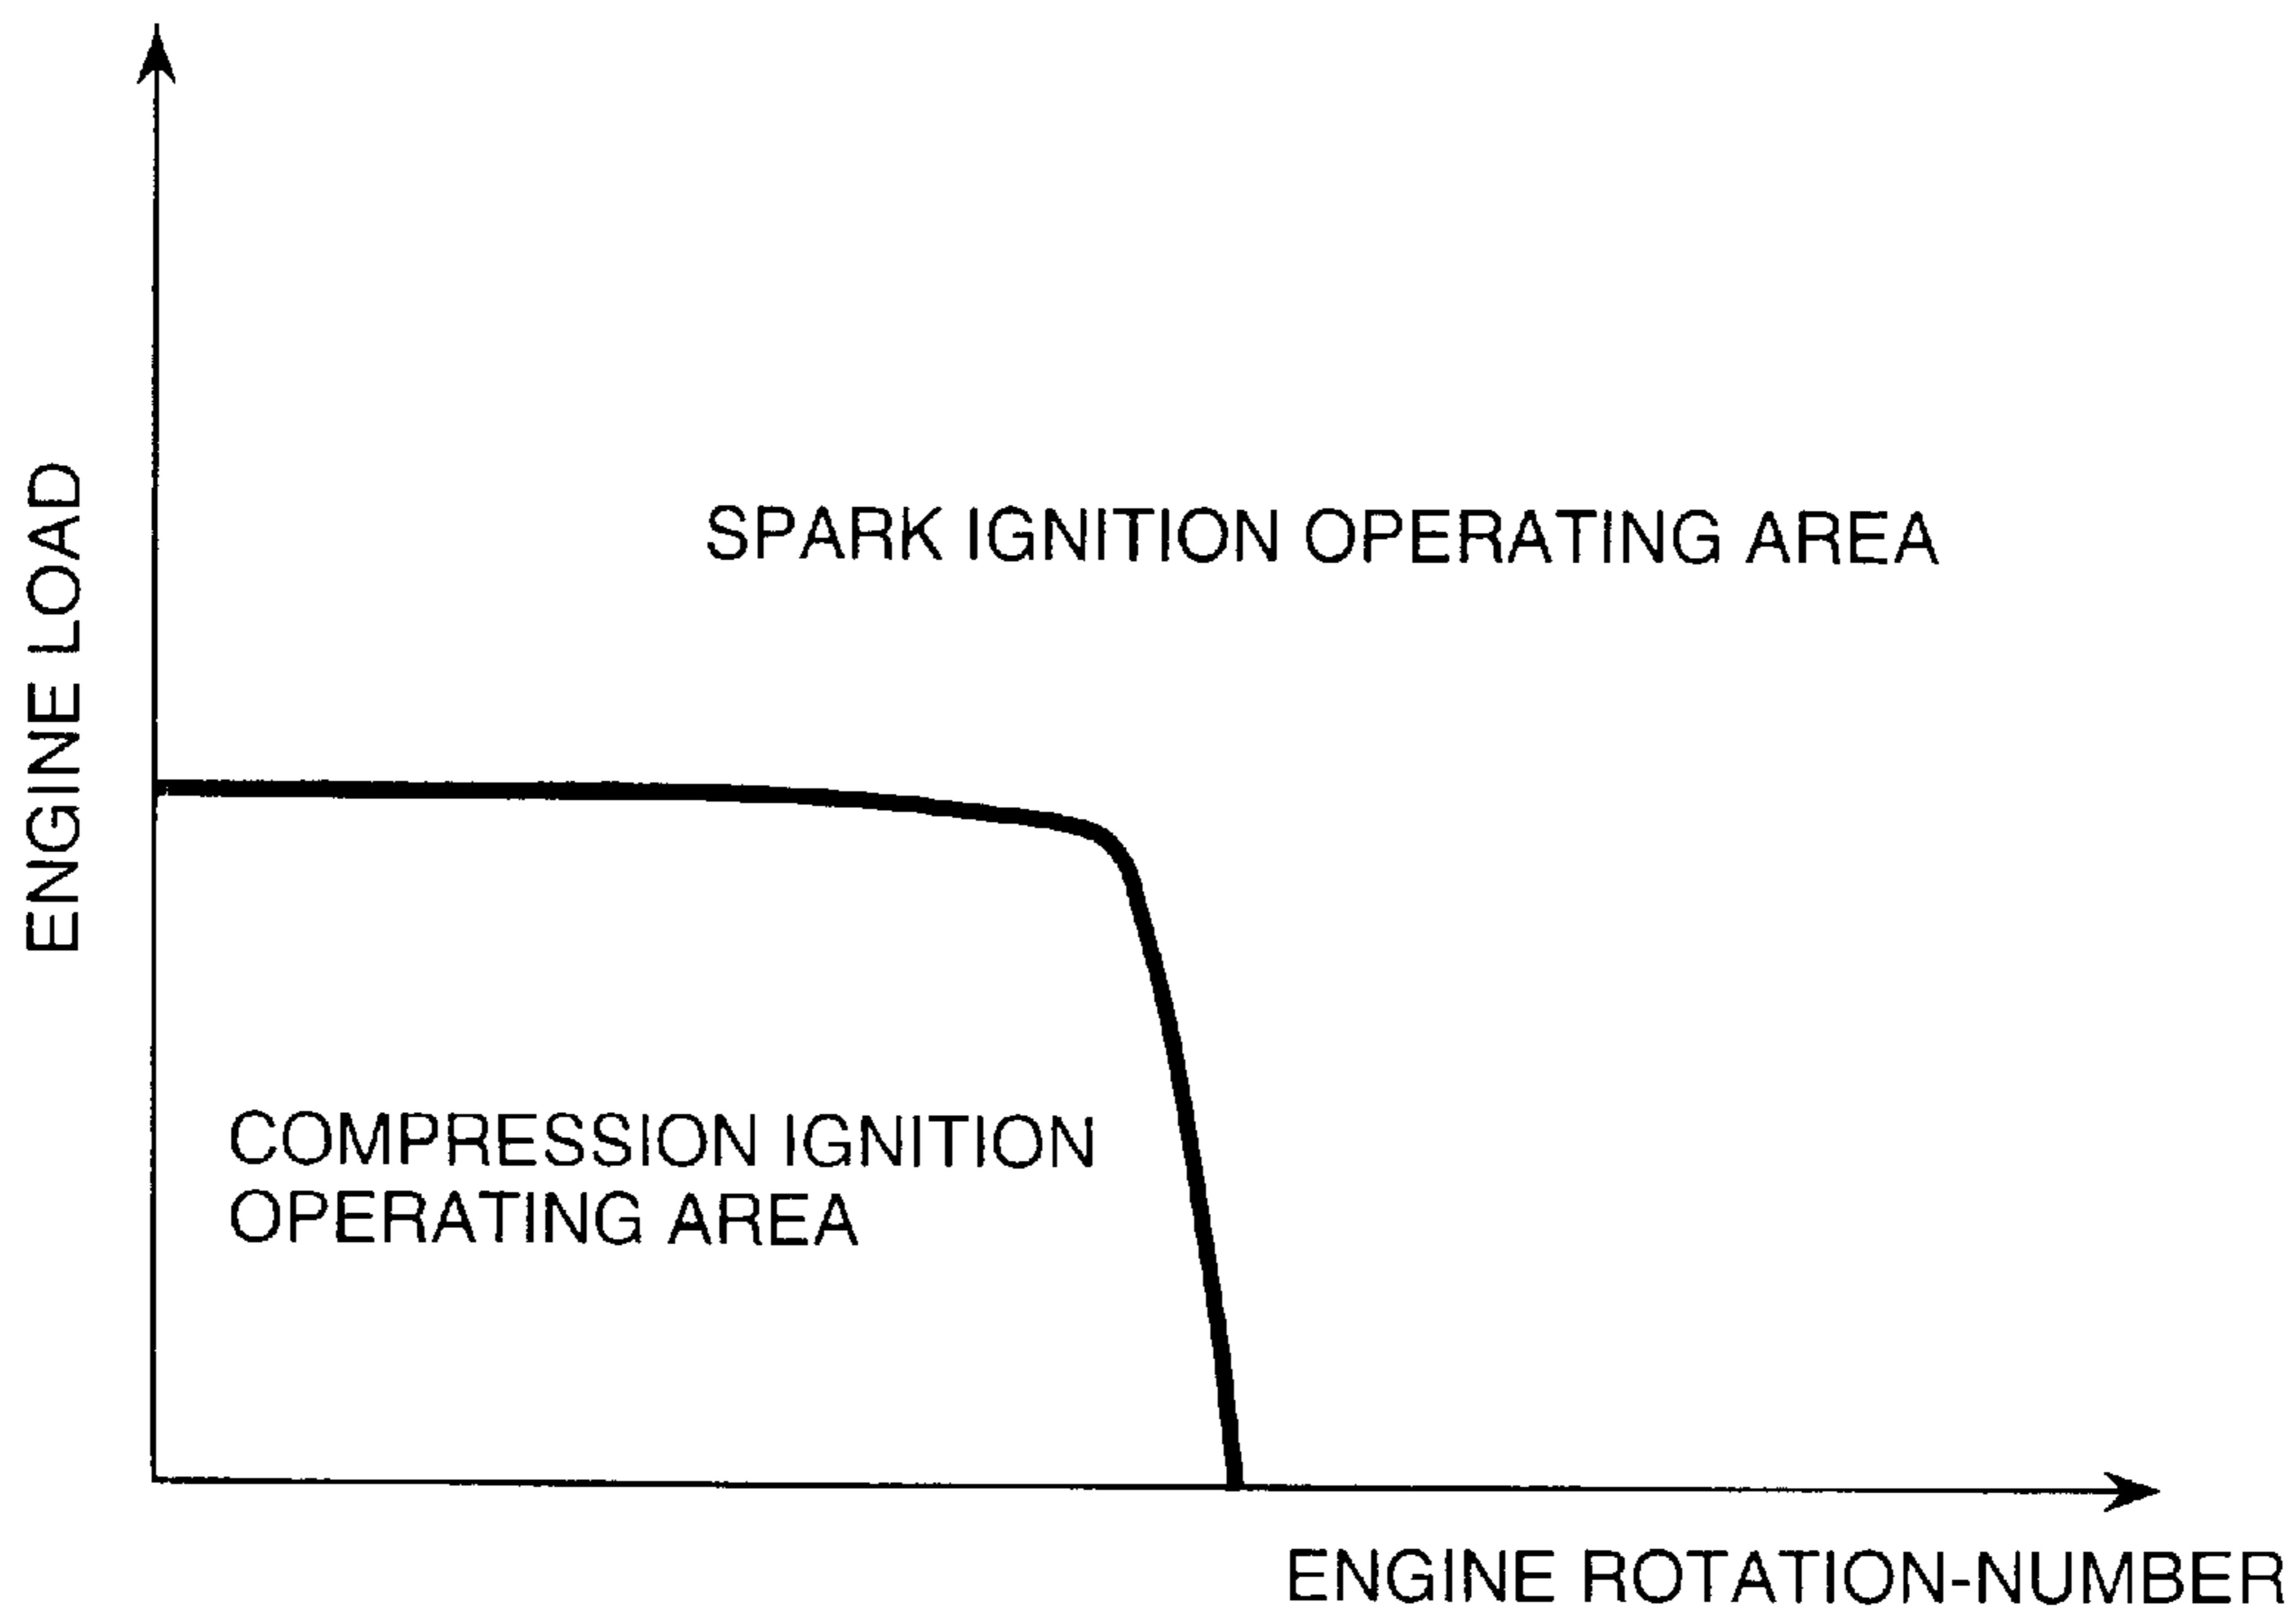 ENGINE LOAD
SPARK IGNITION OPERATING AREA
COMPRESSION IGNITION
OPERATING AREA
ENGINE ROTATION-NUMBER